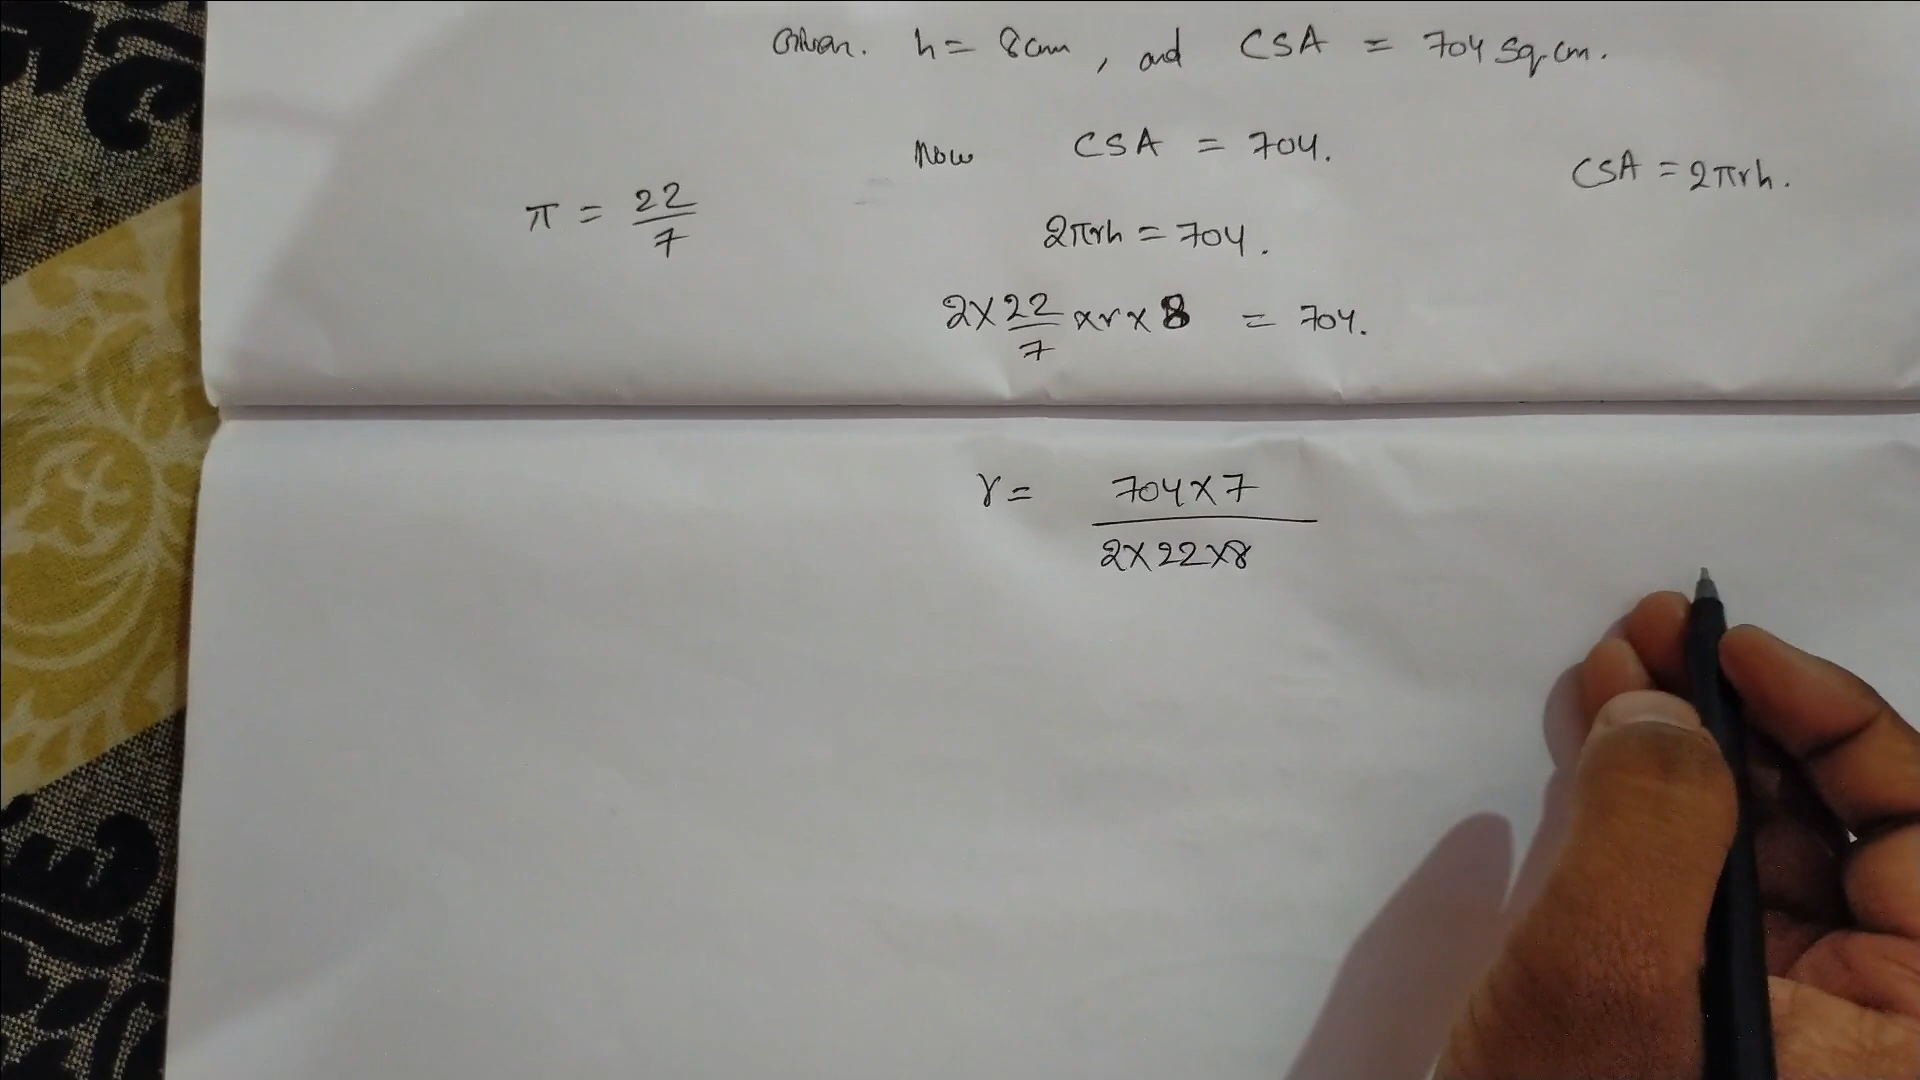 Given. h = 8cm, and CSA = 704 sq.cm.
Now CSA = 704.
CSA = 2πrh.
π = 22/7
2πrh = 704.
2 × 22/7 × r × 8 = 704.
r = 704 × 7 / 2 × 22 × 8